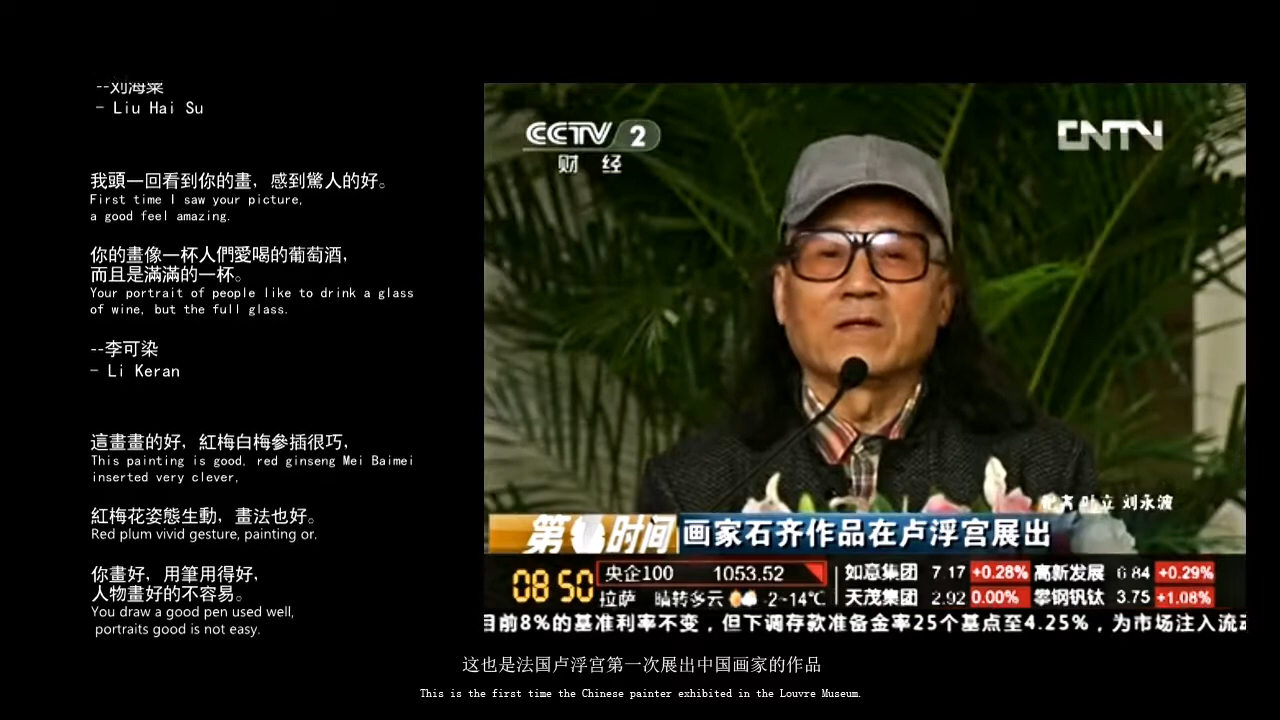 --刘海粟
- Liu Hai Su
我頭一回看到你的畫，感到驚人的好。
First time I saw your picture,
a good feel amazing.
你的畫像一杯人們愛喝的葡萄酒，
而且是滿滿的一杯。
Your portrait of people like to drink a glass
of wine, but the full glass.
--李可染
- Li Keran
這畫畫的好，紅梅白梅參插很巧，
This painting is good. red ginseng Mei Baimei
inserted very clever,
紅梅花姿態生動，畫法也好。
Red plum vivid gesture, painting or.
你畫好，用筆用得好，
人物畫好的不容易。
You draw a good pen used well,
portraits good is not easy.
CCTV 2
财 经
CNTV
叶立 刘永波
第 时间
画家石齐作品在卢浮宫展出
08 50
央企100 1053.52
拉萨 晴转多云 -2~14℃
如意集团 7.17 +0.28% 高新发展 6.84 +0.29%
天茂集团 2.92 0.00% 攀钢钒钛 3.75 +1.08%
目前8%的基准利率不变，但下调存款准备金率25个基点至4.25%，为市场注入流动
这也是法国卢浮宫第一次展出中国画家的作品
This is the first time the Chinese painter exhibited in the Louvre Museum.